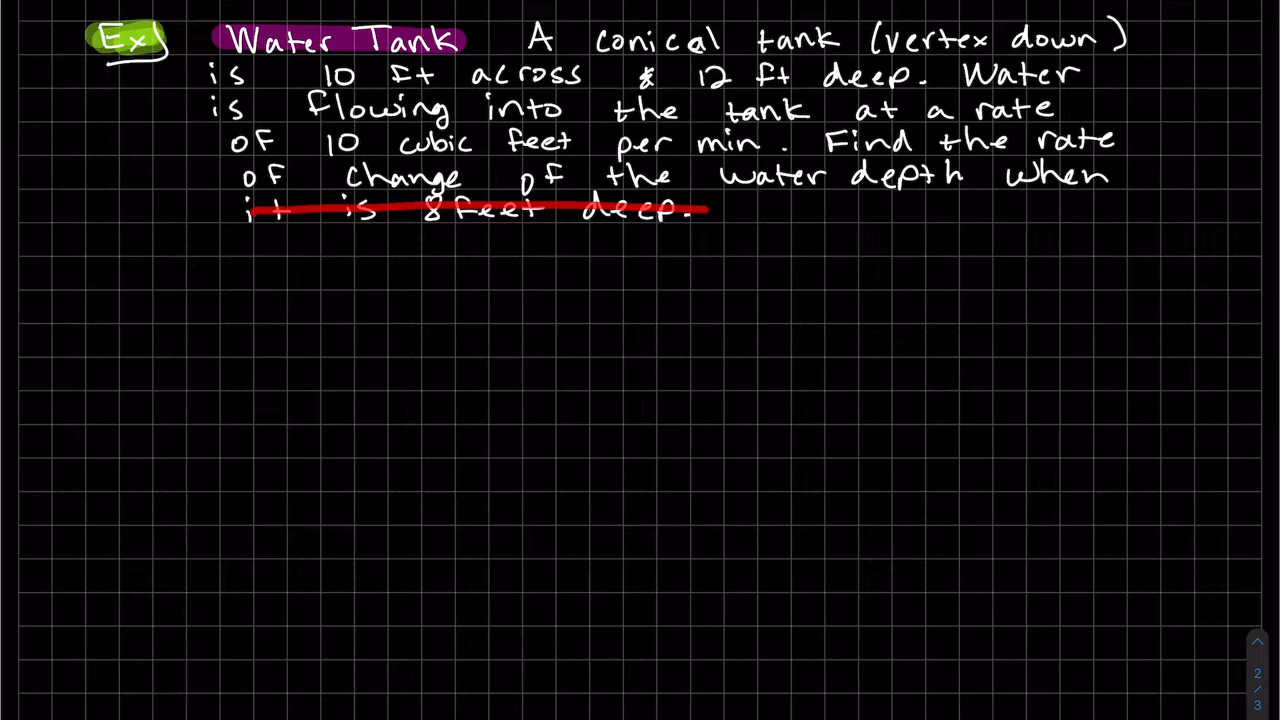 Ex) Water Tank A conical tank (vertex down)
is 10 ft across & 12 ft deep. Water
is flowing into the tank at a rate
of 10 cubic feet per min. Find the rate
of change of the water depth when
it is 8 feet deep.
2
/
3